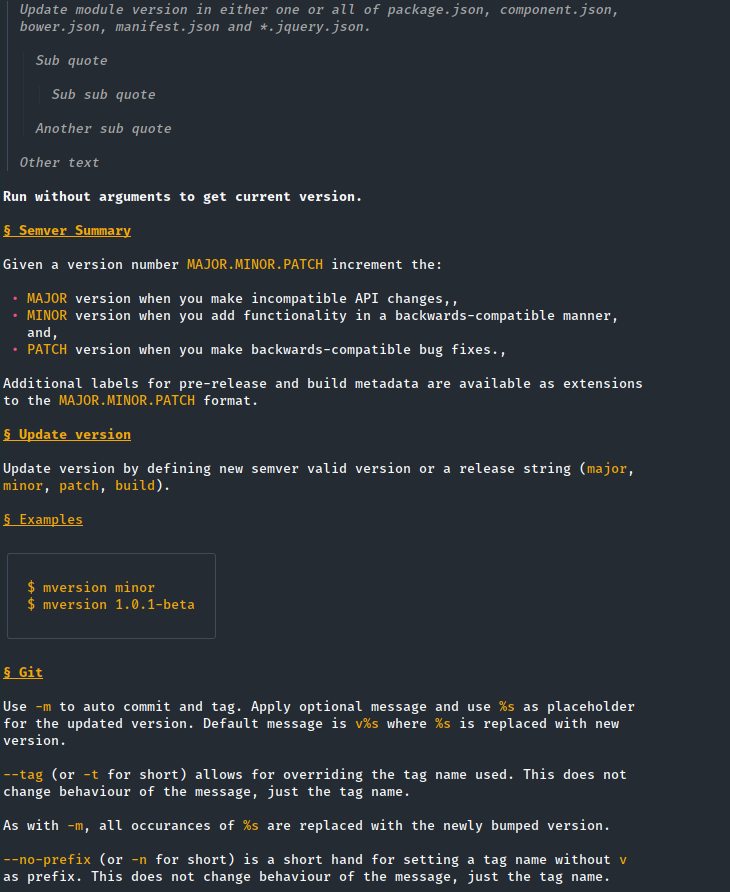 Update module version in either one or all of package.json, component.json,
bower.json, manifest.json and *.jquery.json.
Sub quote
Sub sub quote
Another sub quote
Other text
Run without arguments to get current version.
§ Semver Summary
Given a version number MAJOR.MINOR.PATCH increment the:
• MAJOR version when you make incompatible API changes,,
• MINOR version when you add functionality in a backwards-compatible manner,
and,
• PATCH version when you make backwards-compatible bug fixes.,
Additional labels for pre-release and build metadata are available as extensions
to the MAJOR.MINOR.PATCH format.
§ Update version
Update version by defining new semver valid version or a release string (major,
minor, patch, build).
§ Examples
$ mversion minor
$ mversion 1.0.1-beta
§ Git
Use -m to auto commit and tag. Apply optional message and use %s as placeholder
for the updated version. Default message is v%s where %s is replaced with new
version.
--tag (or -t for short) allows for overriding the tag name used. This does not
change behaviour of the message, just the tag name.
As with -m, all occurances of %s are replaced with the newly bumped version.
--no-prefix (or -n for short) is a short hand for setting a tag name without v
as prefix. This does not change behaviour of the message, just the tag name.